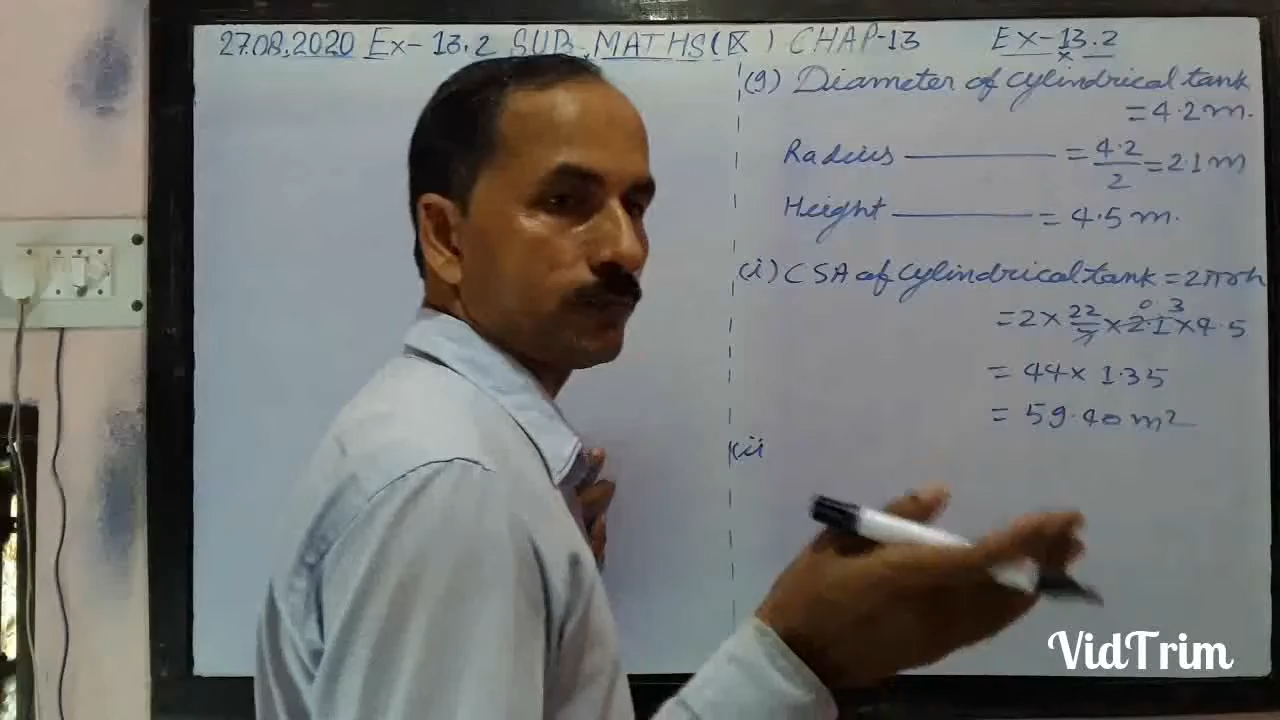 27.08.2020 Ex-13.2 SUB. MATHS (IX) CHAP-13 EX-13.2
(9) Diameter of cylindrical tank
= 4.2 m.
Radius = 4.2/2 = 2.1 m
Height = 4.5 m.
(i) CSA of cylindrical tank = 2πrh
= 2 × 22/7 × 2.1 × 4.5
0 3
= 44 × 1.35
= 59.40 m²
(ii
VidTrim